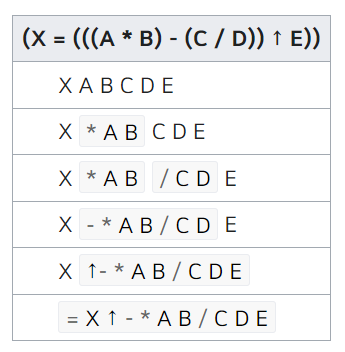 (X = (((A * B) - (C / D)) ↑ E))
X A B C D E
X * A B C D E
X * A B / C D E
X - * A B / C D E
X ↑ - * A B / C D E
= X ↑ - * A B / C D E